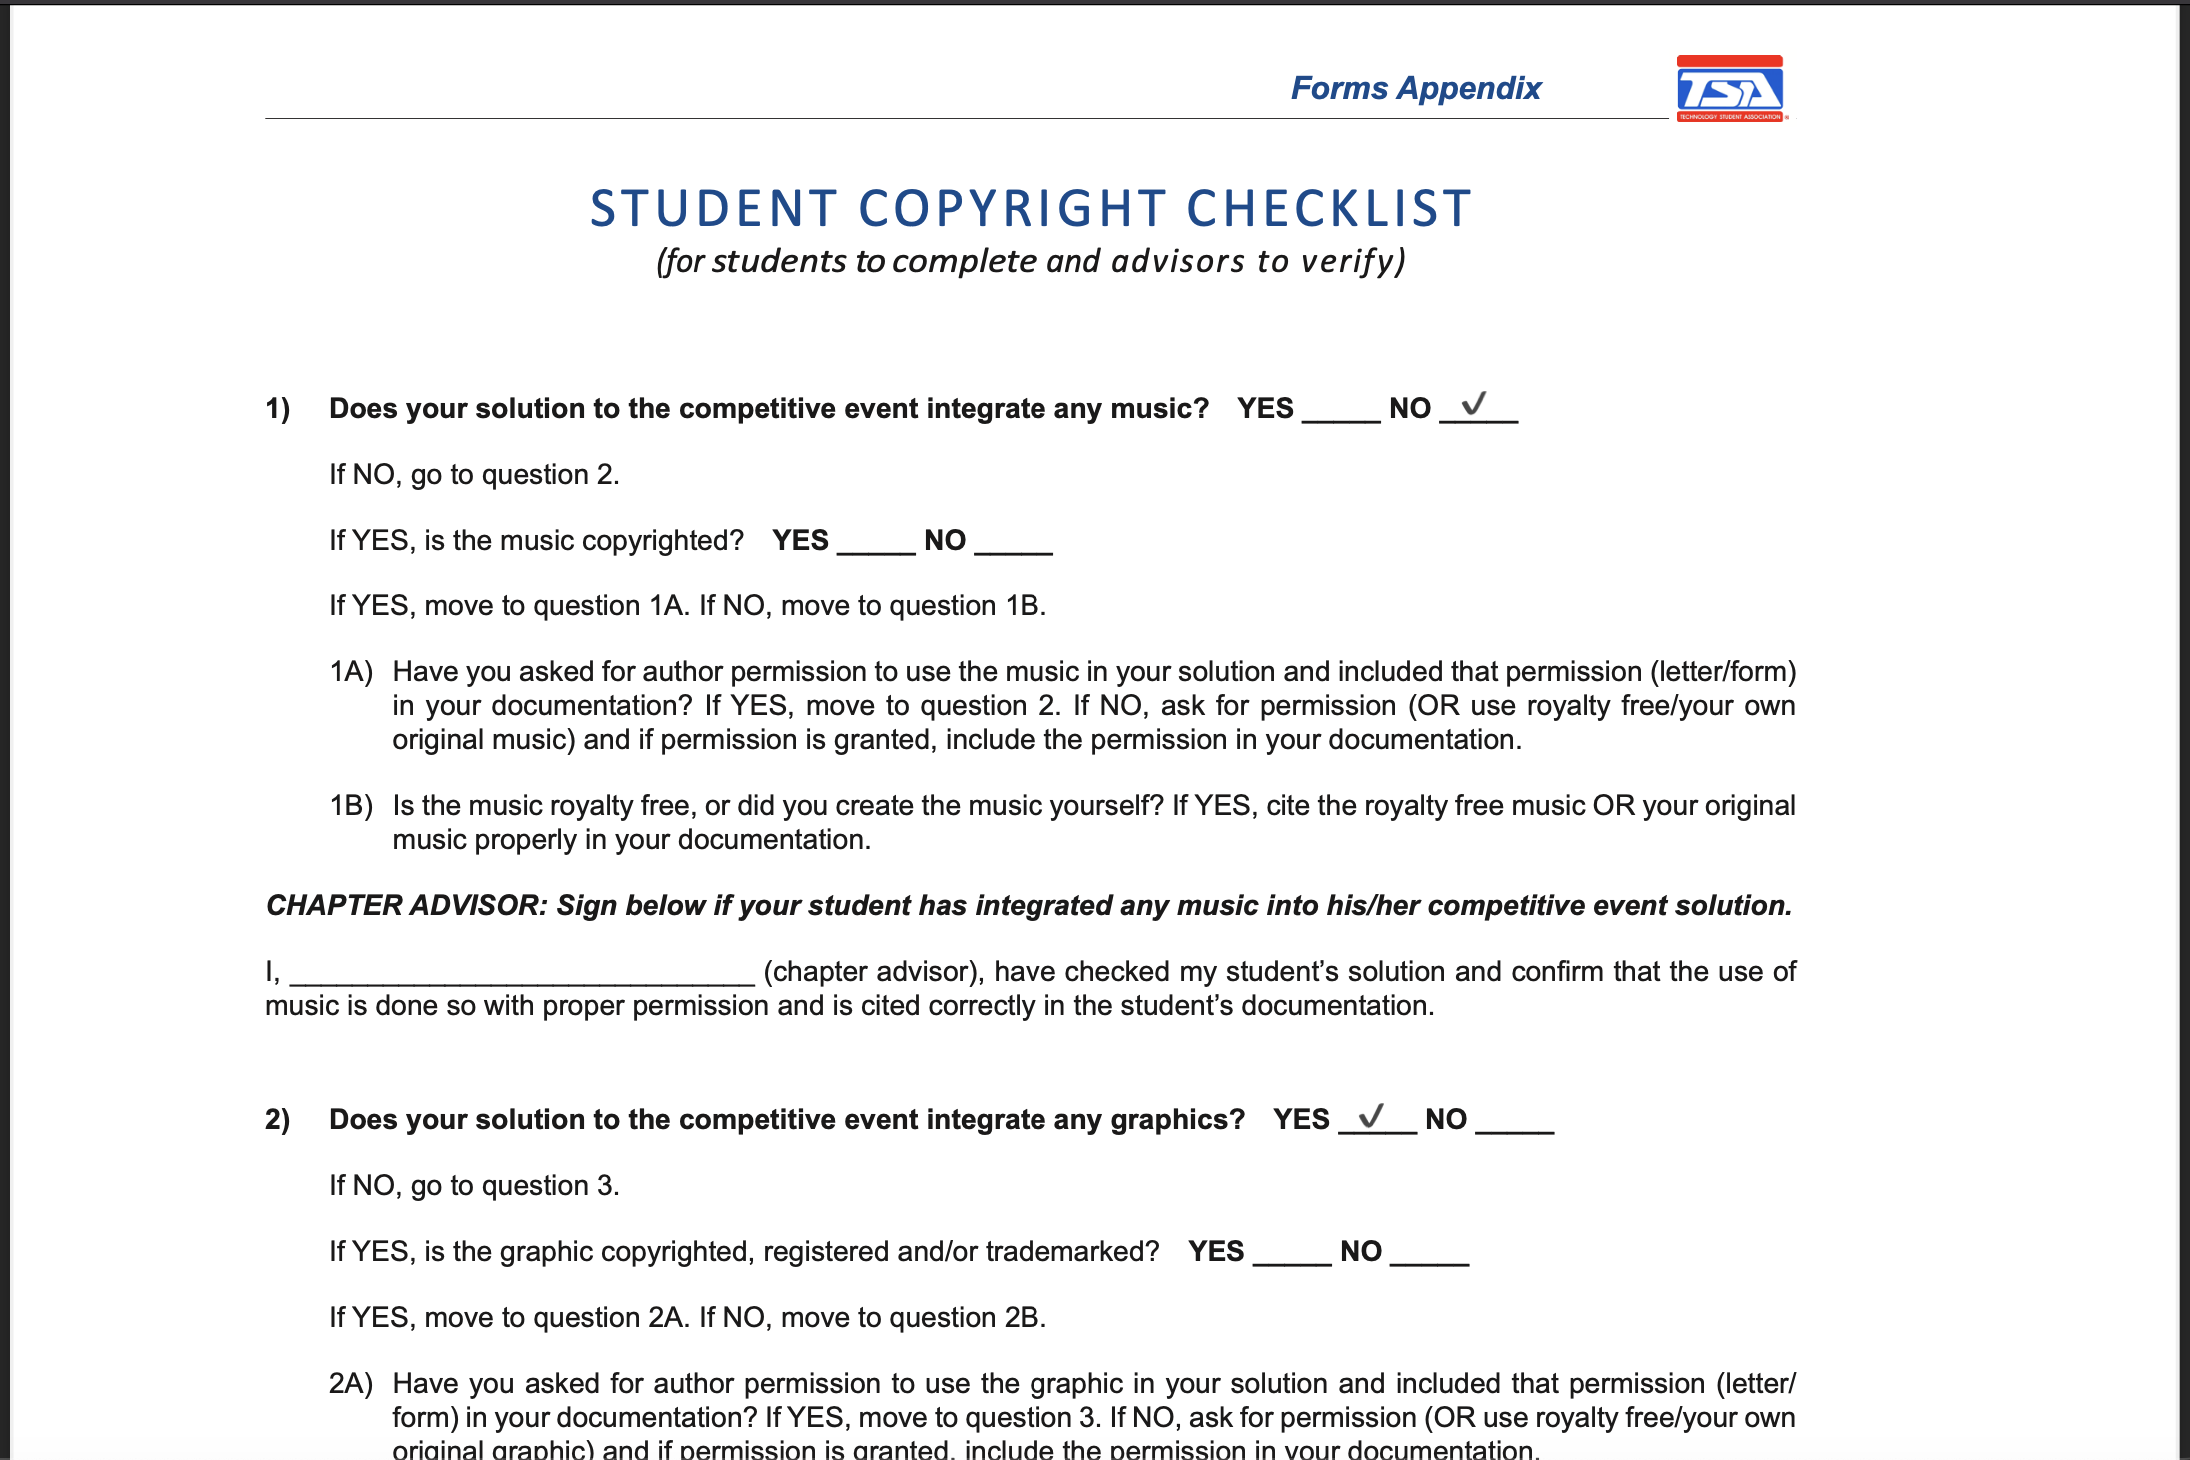 Forms Appendix
TSA
TECHNOLOGY STUDENT ASSOCIATION ®
STUDENT COPYRIGHT CHECKLIST
(for students to complete and advisors to verify)
1) Does your solution to the competitive event integrate any music? YES _____ NO __✓__
If NO, go to question 2.
If YES, is the music copyrighted? YES _____ NO _____
If YES, move to question 1A. If NO, move to question 1B.
1A) Have you asked for author permission to use the music in your solution and included that permission (letter/form)
in your documentation? If YES, move to question 2. If NO, ask for permission (OR use royalty free/your own
original music) and if permission is granted, include the permission in your documentation.
1B) Is the music royalty free, or did you create the music yourself? If YES, cite the royalty free music OR your original
music properly in your documentation.
CHAPTER ADVISOR: Sign below if your student has integrated any music into his/her competitive event solution.
I, ______________________________ (chapter advisor), have checked my student’s solution and confirm that the use of
music is done so with proper permission and is cited correctly in the student’s documentation.
2) Does your solution to the competitive event integrate any graphics? YES __✓__ NO _____
If NO, go to question 3.
If YES, is the graphic copyrighted, registered and/or trademarked? YES _____ NO _____
If YES, move to question 2A. If NO, move to question 2B.
2A) Have you asked for author permission to use the graphic in your solution and included that permission (letter/
form) in your documentation? If YES, move to question 3. If NO, ask for permission (OR use royalty free/your own
original graphic) and if permission is granted, include the permission in your documentation.